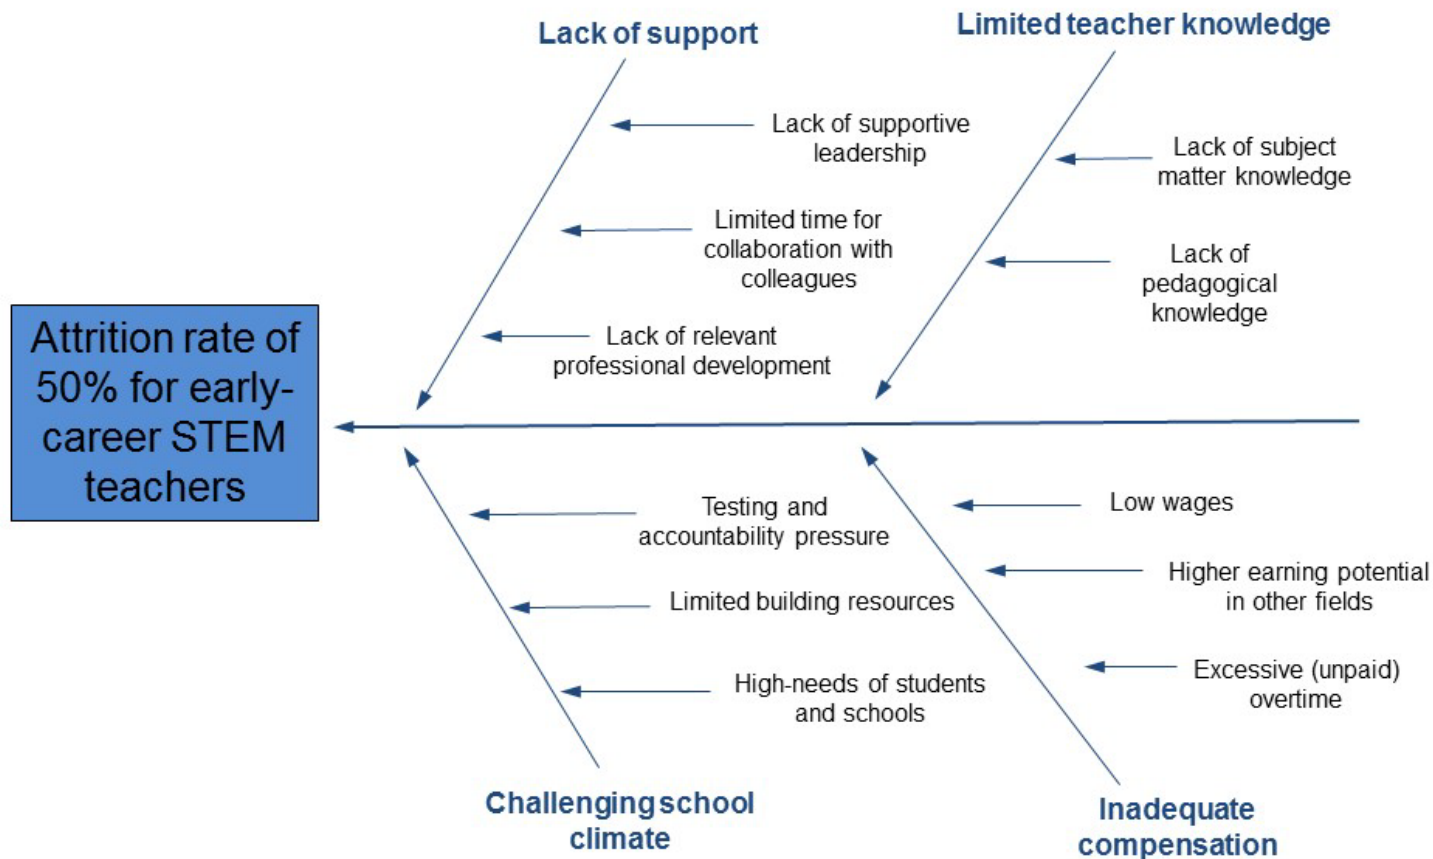 Lack of support
Limited teacher knowledge
Lack of supportive
leadership
Lack of subject
matter knowledge
Limited time for
collaboration with
colleagues
Lack of
pedagogical
knowledge
Lack of relevant
professional development
Attrition rate of
50% for early-
career STEM
teachers
Testing and
accountability pressure
Low wages
Limited building resources
Higher earning potential
in other fields
High-needs of students
and schools
Excessive (unpaid)
overtime
Challenging school
climate
Inadequate
compensation